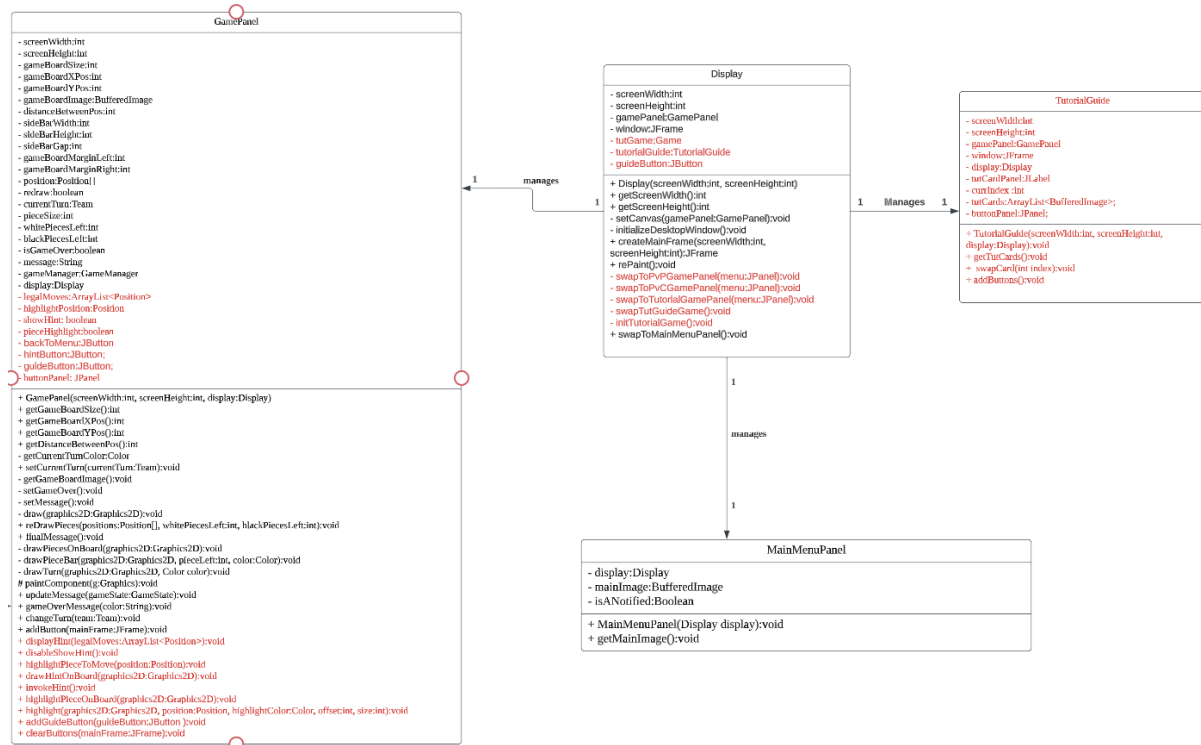 GamePanel
- screenWidth:int
- screenHeight:int
- gameBoardSize:int
- gameBoardXPos:int
- gameBoardYPos:int
- gameBoardImage:BufferedImage
- distanceBetweenPos:int
- sideBarWidth:int
- sideBarHeight:int
- sideBarGap:int
- gameBoardMarginLeft:int
- gameBoardMarginRight:int
- position:Position[]
- redraw:boolean
- currentTurn:Team
- pieceSize:int
- whitePiecesLeft:int
- blackPiecesLeft:int
- isGameOver:boolean
- message:String
- gameManager:GameManager
- display:Display
- legalMoves:ArrayList<Position>
- highlightPosition:Position
- showHint: boolean
- pieceHighlight:boolean
- backToMenu:JButton
- hintButton:JButton;
- guideButton:JButton;
- buttonPanel: JPanel
+ GamePanel(screenWidth:int, screenHeight:int, display:Display)
+ getGameBoardSize():int
+ getGameBoardXPos():int
+ getGameBoardYPos():int
+ getDistanceBetweenPos():int
- getCurrentTurnColor:Color
+ setCurrentTurn(currentTurn:Team):void
- getGameBoardImage():void
- setGameOver():void
- setMessage():void
- draw(graphics2D:Graphics2D):void
+ reDrawPieces(positions:Position[], whitePiecesLeft:int, blackPiecesLeft:int):void
+ finalMessage():void
- drawPiecesOnBoard(graphics2D:Graphics2D):void
- drawPieceBar(graphics2D:Graphics2D, pieceLeft:int, color:Color):void
- drawTurn(graphics2D:Graphics2D, Color color):void
# paintComponent(g:Graphics):void
+ updateMessage(gameState:GameState):void
+ gameOverMessage(color:String):void
+ changeTurn(team:Team):void
+ addButton(mainFrame:JFrame):void
+ displayHint(legalMoves:ArrayList<Position>):void
+ disableShowHint():void
+ highlightPieceToMove(position:Position):void
+ drawHintOnBoard(graphics2D:Graphics2D):void
+ invokeHint():void
+ highlightPieceOnBoard(graphics2D:Graphics2D):void
+ highlight(graphics2D:Graphics2D, position:Position, highlightColor:Color, offset:int, size:int):void
+ addGuideButton(guideButton:JButton ):void
+ clearButtons(mainFrame:JFrame):void
1 manages 1
Display
- screenWidth:int
- screenHeight:int
- gamePanel:GamePanel
- window:JFrame
- tutGame:Game
- tutorialGuide:TutorialGuide
- guideButton:JButton
+ Display(screenWidth:int, screenHeight:int)
+ getScreenWidth():int
+ getScreenHeight():int
- setCanvas(gamePanel:GamePanel):void
- initializeDesktopWindow():void
+ createMainFrame(screenWidth:int,
screenHeight:int):JFrame
+ rePaint():void
- swapToPvPGamePanel(menu:JPanel):void
- swapToPvCGamePanel(menu:JPanel):void
- swapToTutorialGamePanel(menu:JPanel):void
- swapTutGuideGame():void
- initTutorialGame():void
+ swapToMainMenuPanel():void
1 Manages 1
TutorialGuide
- screenWidth:int
- screenHeight:int
- gamePanel:GamePanel
- window:JFrame
- display:Display
- tutCardPanel:JLabel
- currIndex :int
- tutCards:ArrayList<BufferedImage>;
- buttonPanel:JPanel;
+ TutorialGuide(screenWidth:int, screenHeight:int,
display:Display):void
+ getTutCards():void
+ swapCard(int index):void
+ addButtons():void
1
manages
1
MainMenuPanel
- display:Display
- mainImage:BufferedImage
- isANotified:Boolean
+ MainMenuPanel(Display display):void
+ getMainImage():void